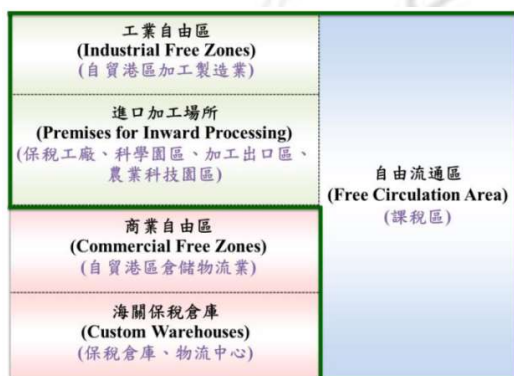 工業自由區
(Industrial Free Zones)
(自貿港區加工製造業)
進口加工場所
(Premises for Inward Processing)
(保稅工廠、科學園區、加工出口區、
農業科技園區)
商業自由區
(Commercial Free Zones)
(自貿港區倉儲物流業)
海關保稅倉庫
(Custom Warehouses)
(保稅倉庫、物流中心)
自由流通區
(Free Circulation Area)
(課稅區)